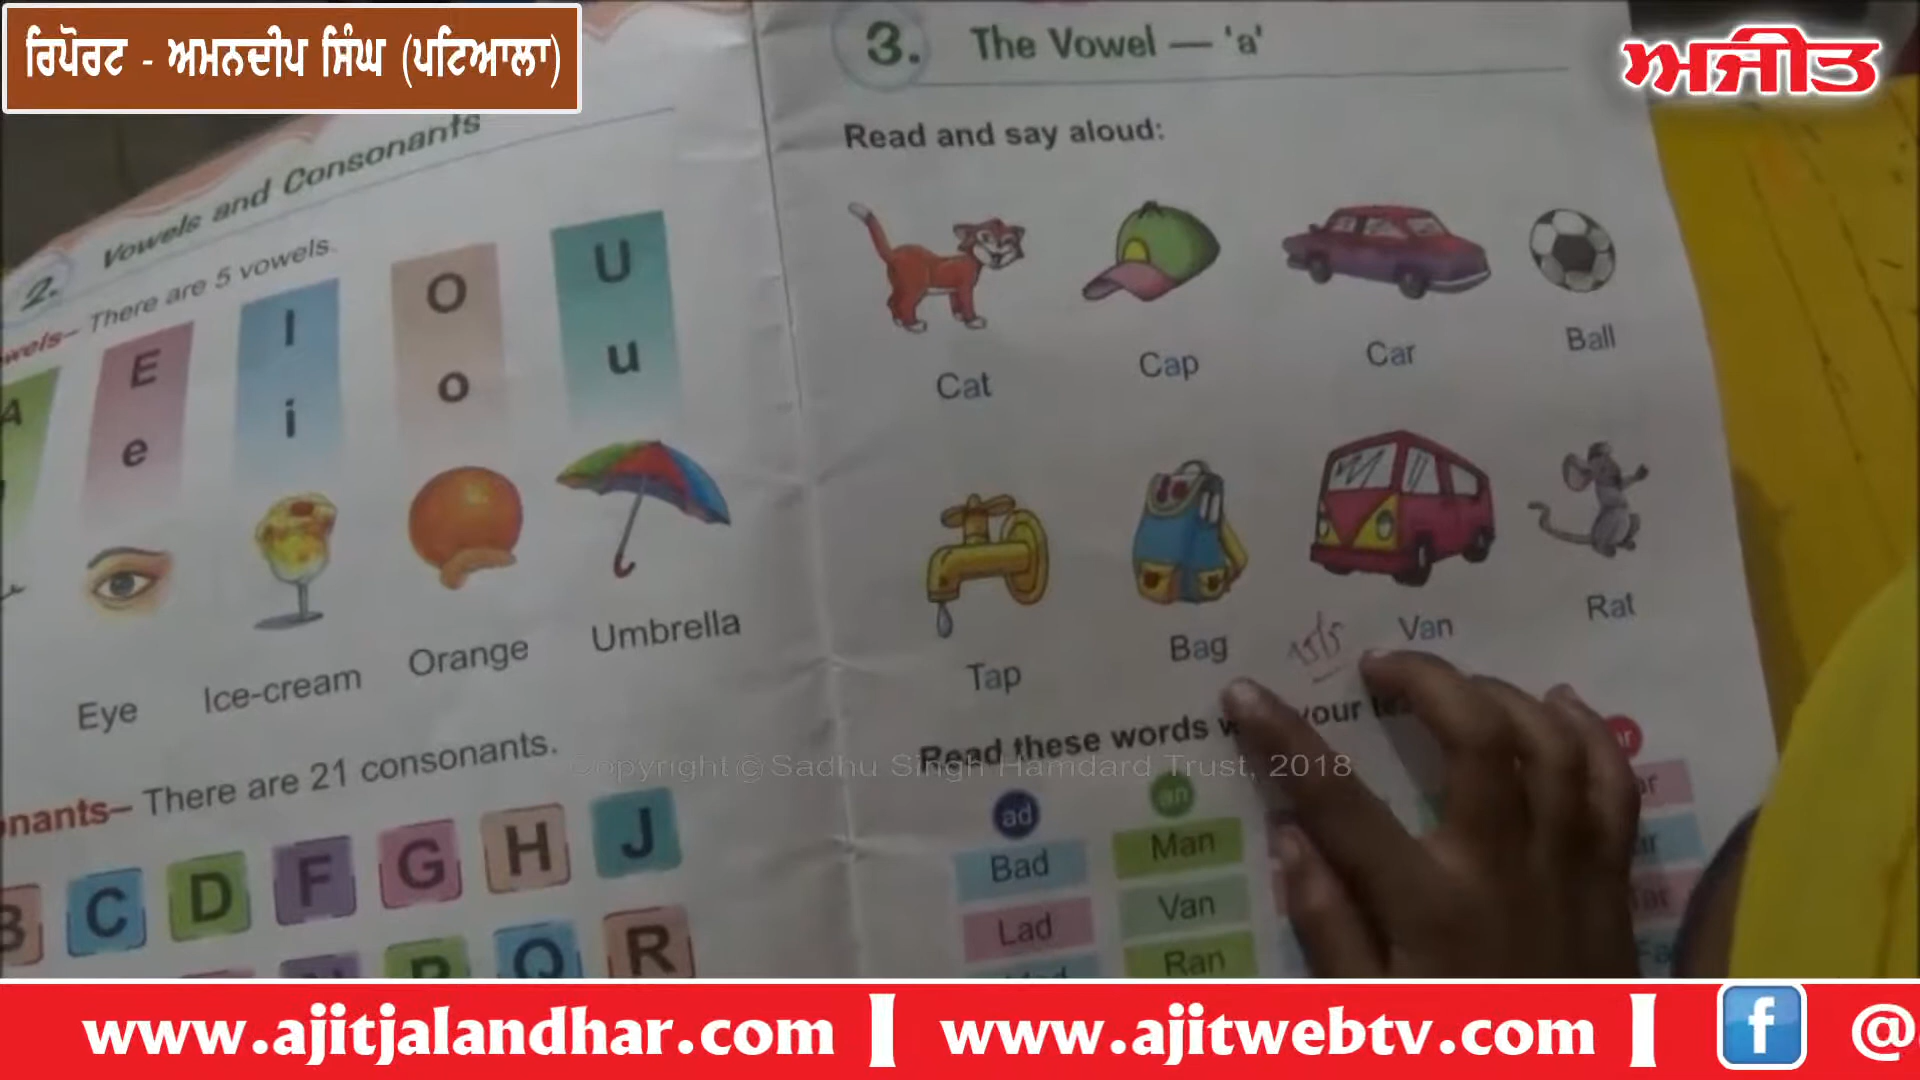 ਰਿਪੋਰਟ - ਅਮਨਦੀਪ ਸਿੰਘ (ਪਟਿਆਲਾ)
ਅਜੀਤ
2. Vowels and Consonants
There are 5 vowels.
A E I O U
e i o u
Eye Ice-cream Orange Umbrella
There are 21 consonants.
B C D F G H J
Q R
3. The Vowel — 'a'
Read and say aloud:
Cat Cap Car Ball
Tap Bag Van Rat
Read these words your
ad an
Bad Man
Lad Van
Ran
Copyright © Sadhu Singh Hamdard Trust, 2018
www.ajitjalandhar.com | www.ajitwebtv.com | f @